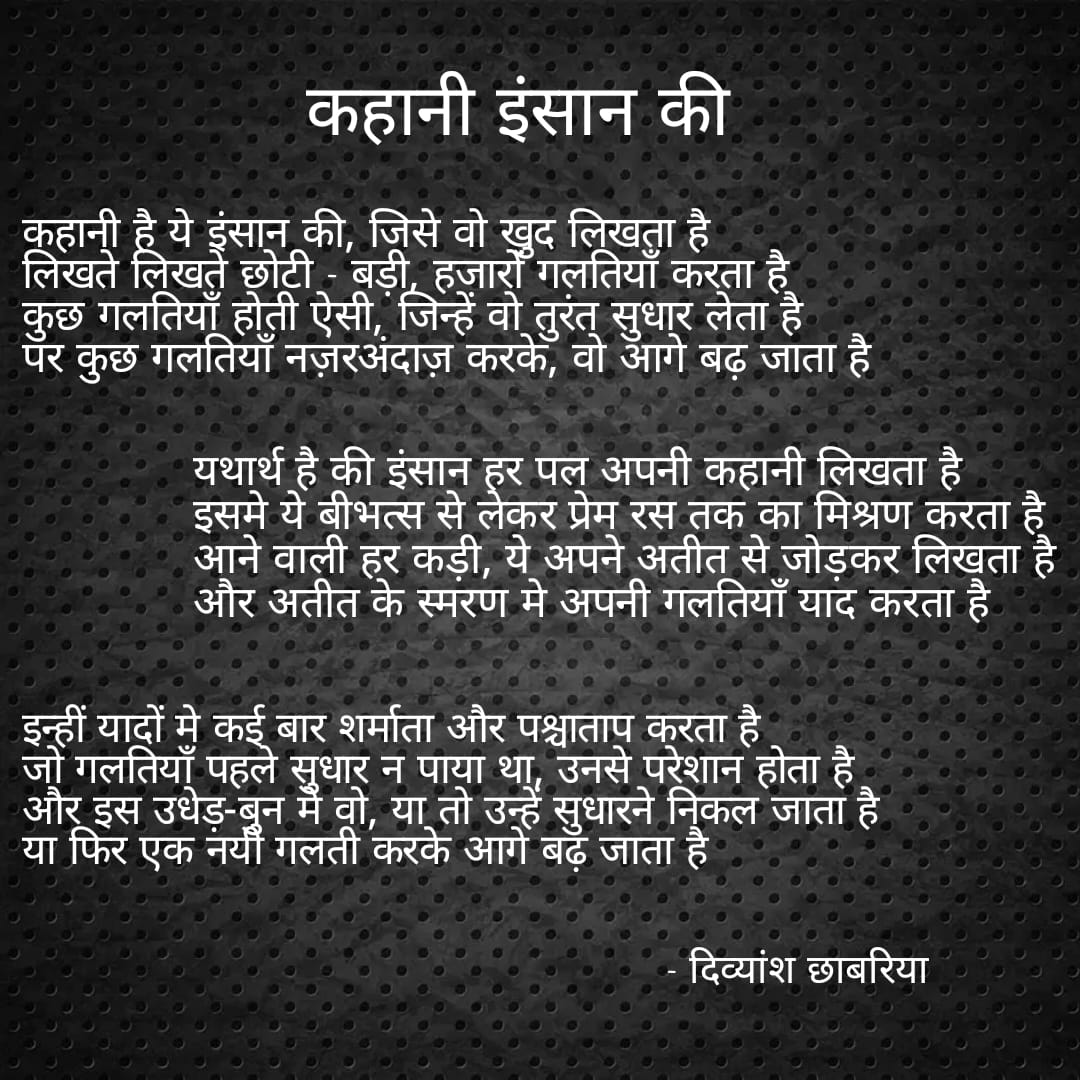 कहानी इंसान की
कहानी है ये इंसान की, जिसे वो खुद लिखता है
लिखते लिखते छोटी - बड़ी, हजारों गलतियाँ करता है
कुछ गलतियाँ होती ऐसी, जिन्हें वो तुरंत सुधार लेता है
पर कुछ गलतियाँ नज़रअंदाज़ करके, वो आगे बढ़ जाता है
यथार्थ है की इंसान हर पल अपनी कहानी लिखता है
इसमे ये बीभत्स से लेकर प्रेम रस तक का मिश्रण करता है
आने वाली हर कड़ी, ये अपने अतीत से जोड़कर लिखता है
और अतीत के स्मरण मे अपनी गलतियाँ याद करता है
इन्हीं यादों मे कई बार शर्माता और पश्चाताप करता है
जो गलतियाँ पहले सुधार न पाया था, उनसे परेशान होता है
और इस उधेड़-बुन में वो, या तो उन्हें सुधारने निकल जाता है
या फिर एक नयी गलती करके आगे बढ़ जाता है
- दिव्यांश छाबरिया